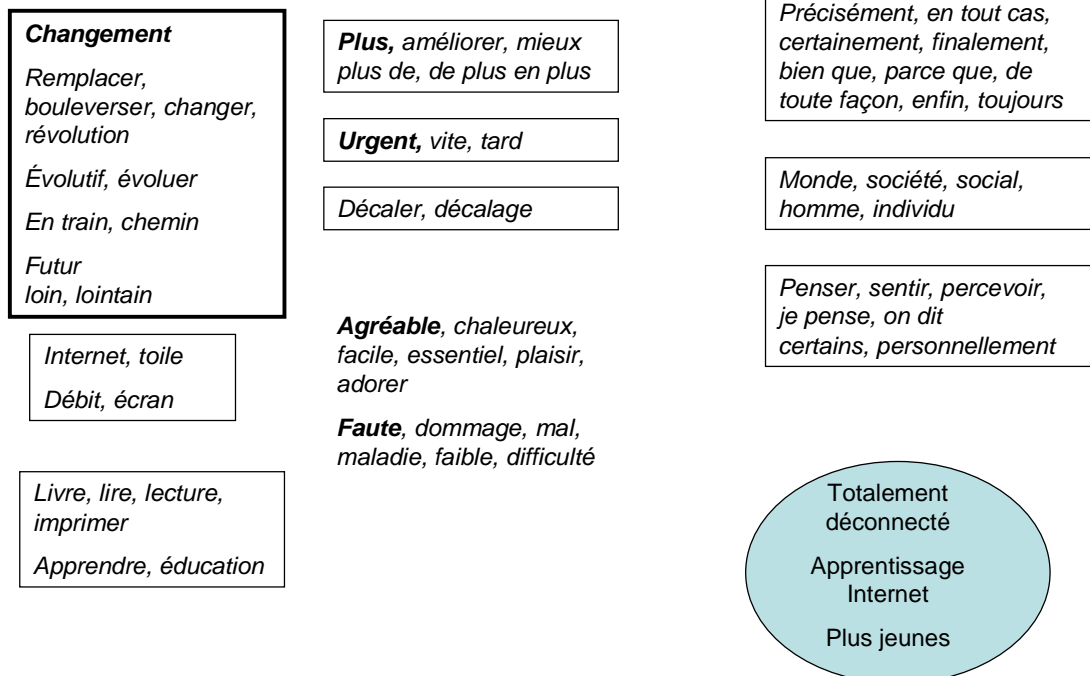 Changement
Remplacer,
bouleverser, changer,
révolution
Évolutif, évoluer
En train, chemin
Futur
loin, lointain
Internet, toile
Débit, écran
Livre, lire, lecture,
imprimer
Apprendre, éducation
Plus, améliorer, mieux
plus de, de plus en plus
Urgent, vite, tard
Décaler, décalage
Agréable, chaleureux,
facile, essentiel, plaisir,
adorer
Faute, dommage, mal,
maladie, faible, difficulté
Précisément, en tout cas,
certainement, finalement,
bien que, parce que, de
toute façon, enfin, toujours
Monde, société, social,
homme, individu
Penser, sentir, percevoir,
je pense, on dit
certains, personnellement
Totalement
déconnecté
Apprentissage
Internet
Plus jeunes